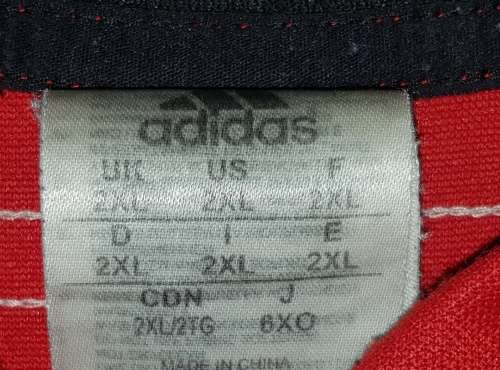 adidas
UK US F
2XL 2XL 2XL
D I E
2XL 2XL 2XL
CDN J
2XL/2TG 6XO
MADE IN CHINA